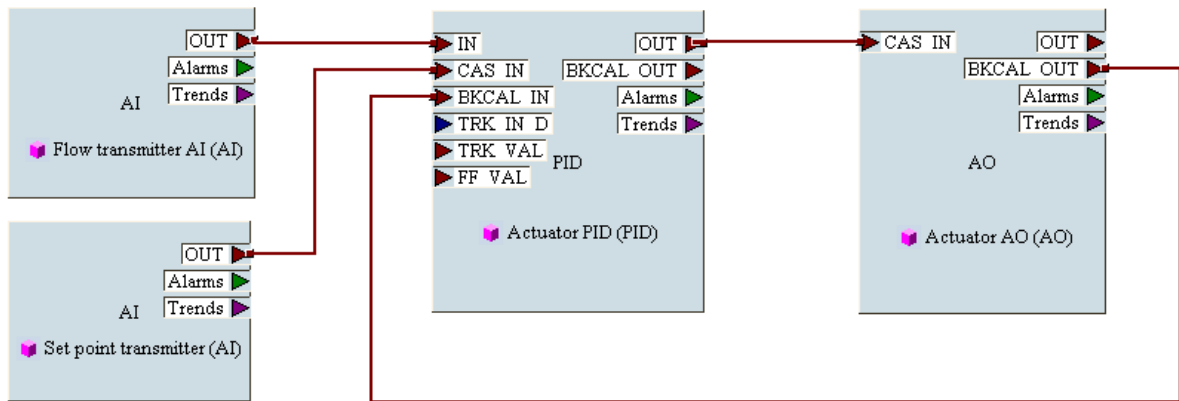 OUT
Alarms
Trends
AI
Flow transmitter AI (AI)
OUT
Alarms
Trends
AI
Set point transmitter (AI)
IN
CAS IN
BKCAL IN
TRK IN D
TRK VAL
FF VAL
OUT
BKCAL OUT
Alarms
Trends
PID
Actuator PID (PID)
CAS IN
OUT
BKCAL OUT
Alarms
Trends
AO
Actuator AO (AO)